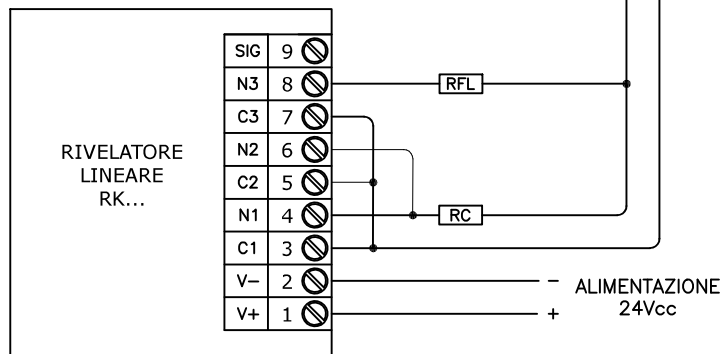 SIG 9
N3 8 RFL
C3 7
N2 6
C2 5
N1 4 RC
C1 3
V− 2 −
V+ 1 +
RIVELATORE
LINEARE
RK...
ALIMENTAZIONE
24Vcc